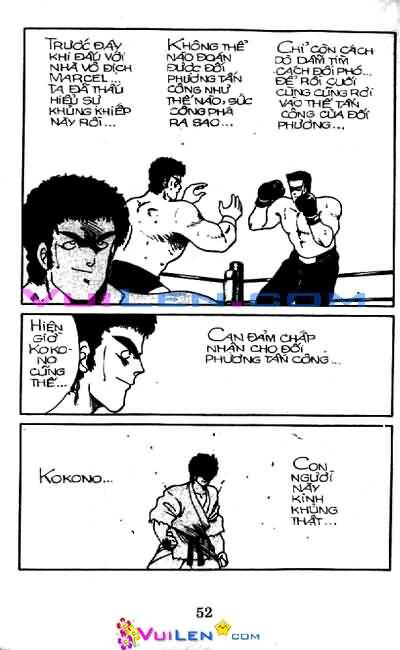 TRƯỚC ĐÂY
KHI ĐẤU VỚI
NHÀ VÔ ĐỊCH
MARCEL...
TA ĐÃ THẤU
HIỂU SỰ
KHỦNG KHIẾP
NÀY RỒI...
KHÔNG THỂ
NÀO ĐOÁN
ĐƯỢC ĐỐI
PHƯƠNG TẤN
CÔNG NHƯ
THẾ NÀO, SỨC
CÔNG PHÁ
RA SAO...
CHỈ CÒN CÁCH
DÒ DẪM TÌM
CÁCH ĐỐI PHÓ...
ĐỂ RỒI CUỐI
CÙNG CŨNG RƠI
VÀO THẾ TẤN
CÔNG CỦA ĐỐI
PHƯƠNG...
VUILEN.COM
HIỆN
GIỜ
KOKO-
NO
CŨNG
THẾ...
CAN ĐẢM CHẤP
NHẬN CHO ĐỐI
PHƯƠNG TẤN CÔNG...
KOKONO...
CON
NGƯỜI
NÀY
KINH
KHỦNG
THẬT...
52
VUILEN.COM